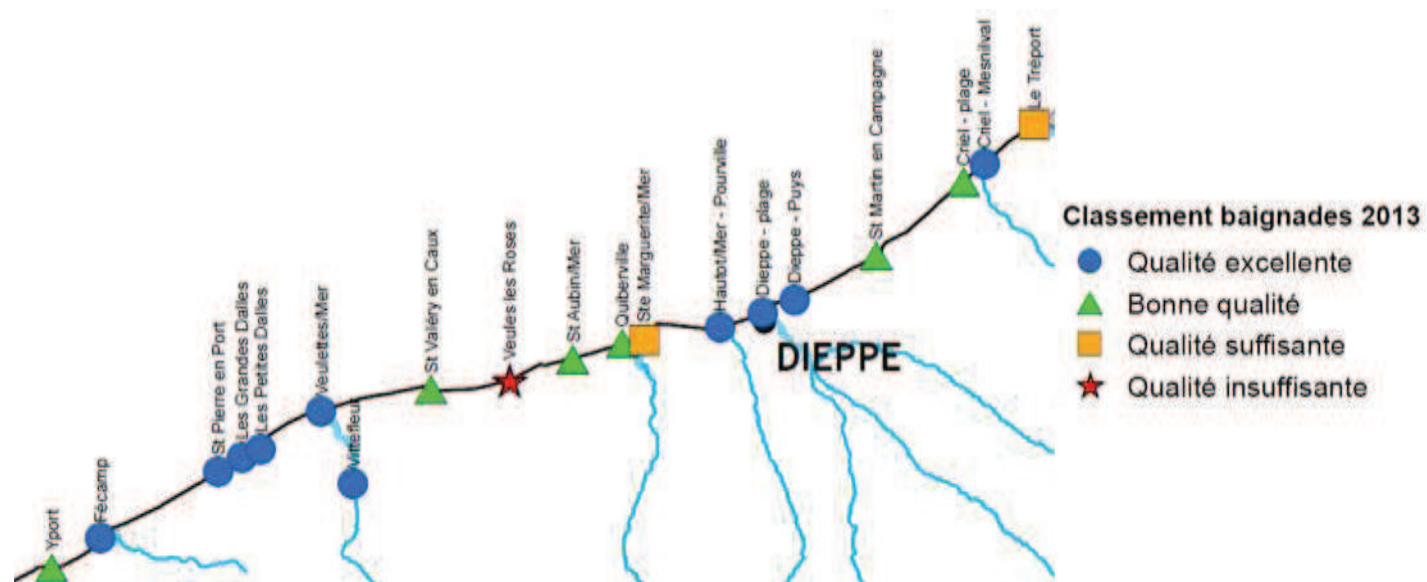 Yport
Fécamp
St Pierre en Port
Les Grandes Dalles
Les Petites Dalles
Veulettes/Mer
Vittefleur
St Valéry en Caux
Veules les Roses
St Aubin/Mer
Quiberville
Ste Marguerite/Mer
Hautot/Mer - Pourville
Dieppe - plage
Dieppe - Puys
DIEPPE
St Martin en Campagne
Criel - plage
Criel - Mesnilval
Le Tréport
Classement baignades 2013
Qualité excellente
Bonne qualité
Qualité suffisante
Qualité insuffisante